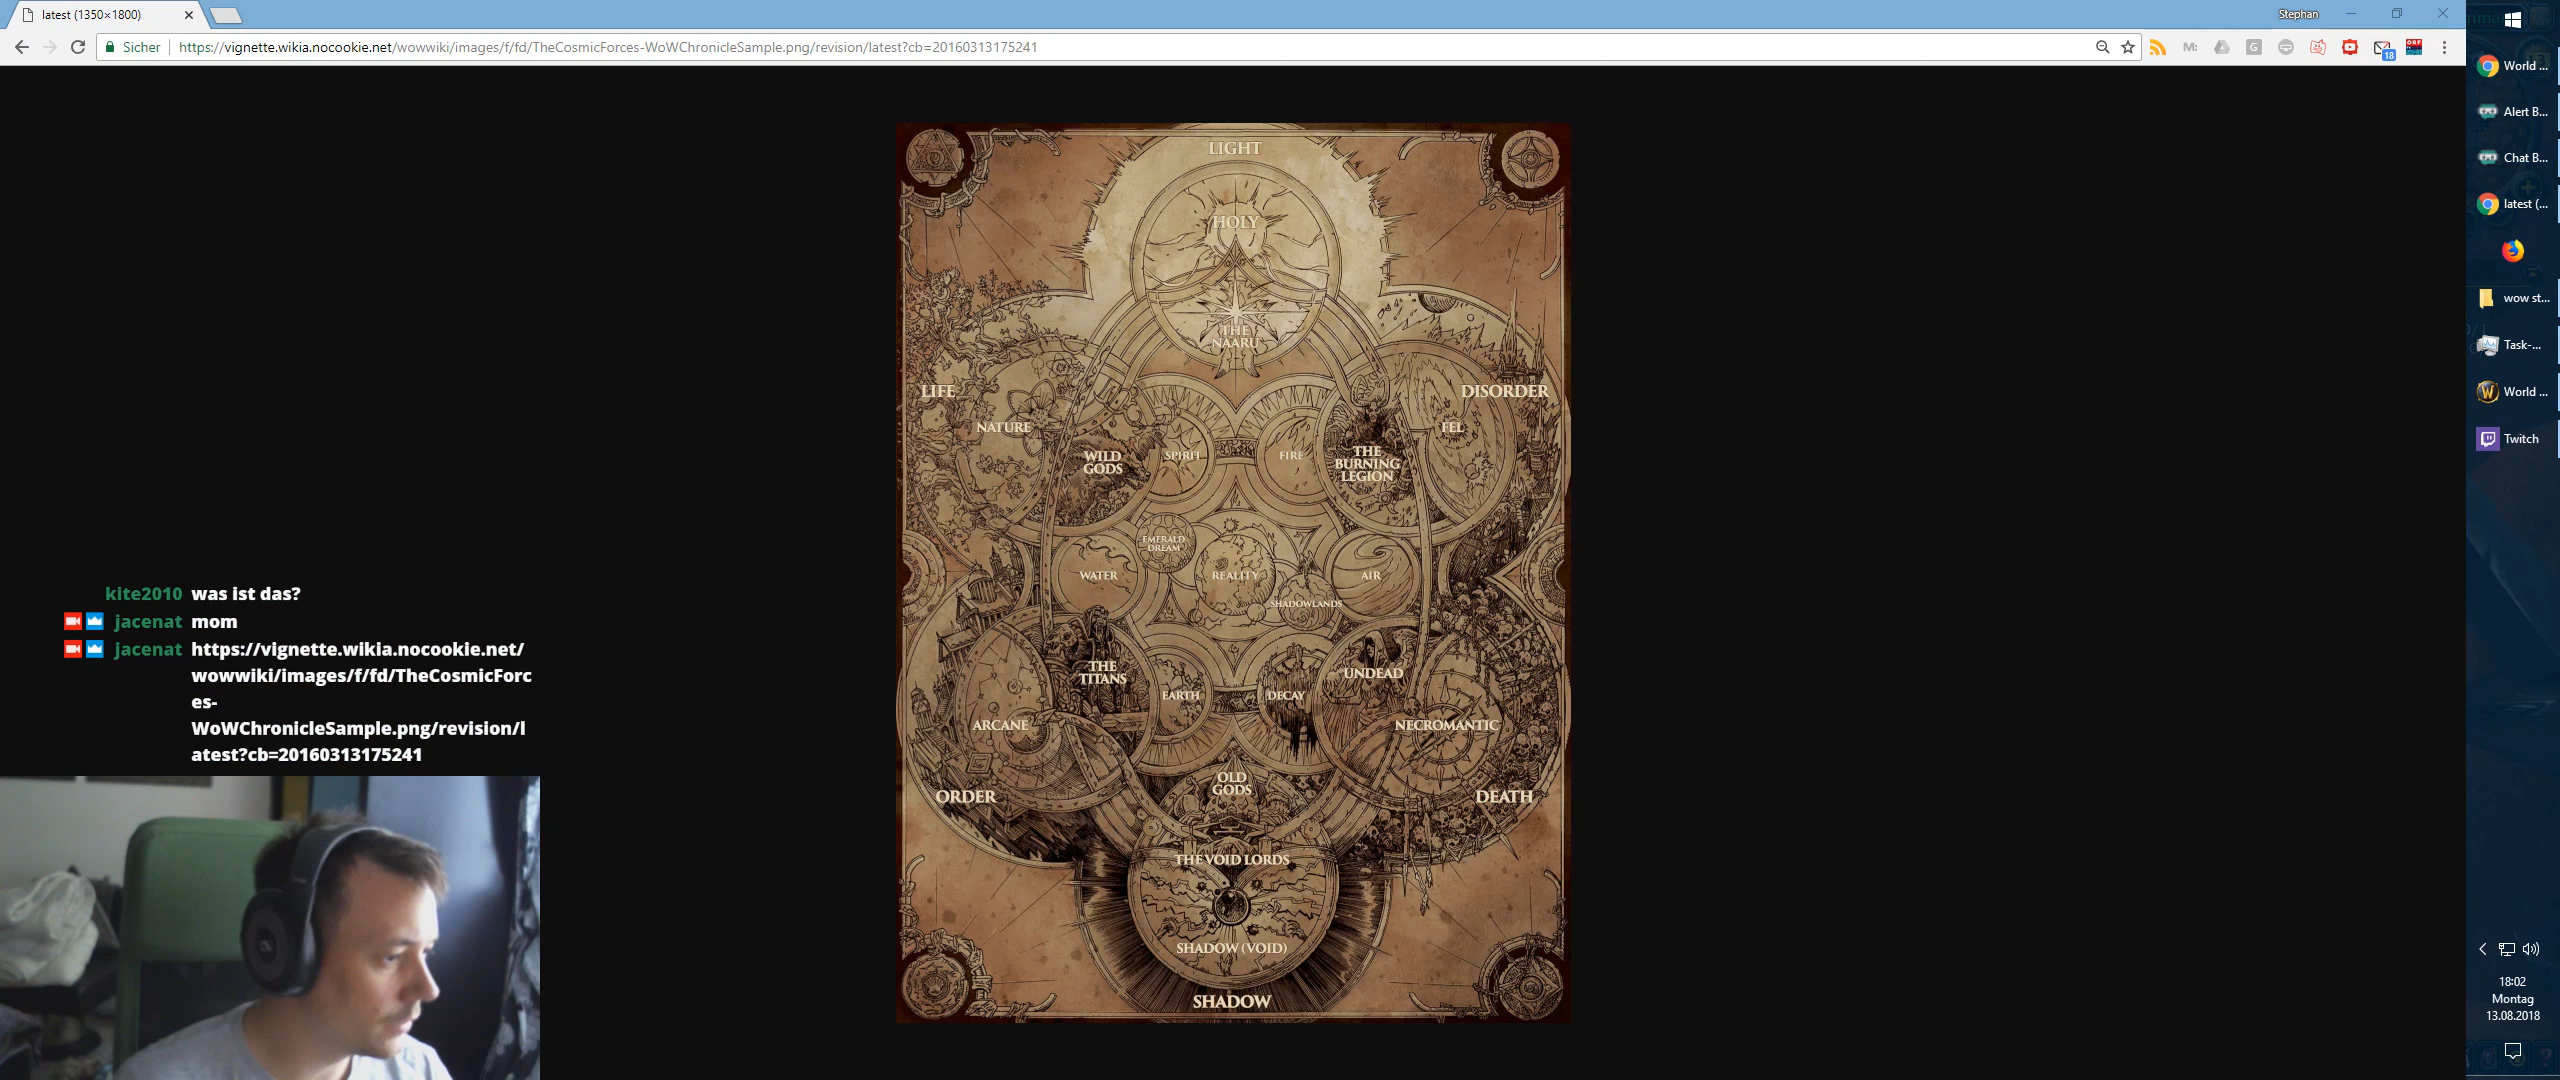 latest (1350×1800)
Stephan
Sicher
https://vignette.wikia.nocookie.net/wowwiki/images/f/fd/TheCosmicForces-WoWChronicleSample.png/revision/latest?cb=20160313175241
M:
G
18
ORF
World ...
Alert B...
Chat B...
latest (...
wow st...
Task-...
World ...
Twitch
LIGHT
HOLY
THE
NAARU
LIFE
DISORDER
NATURE
FEL
WILD
GODS
SPIRIT
FIRE
THE
BURNING
LEGION
EMERALD
DREAM
WATER
REALITY
AIR
SHADOWLANDS
THE
TITANS
UNDEAD
EARTH
DECAY
ARCANE
NECROMANTIC
OLD
GODS
ORDER
DEATH
THE VOID LORDS
SHADOW (VOID)
SHADOW
kite2010 was ist das?
jacenat mom
jacenat https://vignette.wikia.nocookie.net/
wowwiki/images/f/fd/TheCosmicForc
es-
WoWChronicleSample.png/revision/l
atest?cb=20160313175241
18:02
Montag
13.08.2018